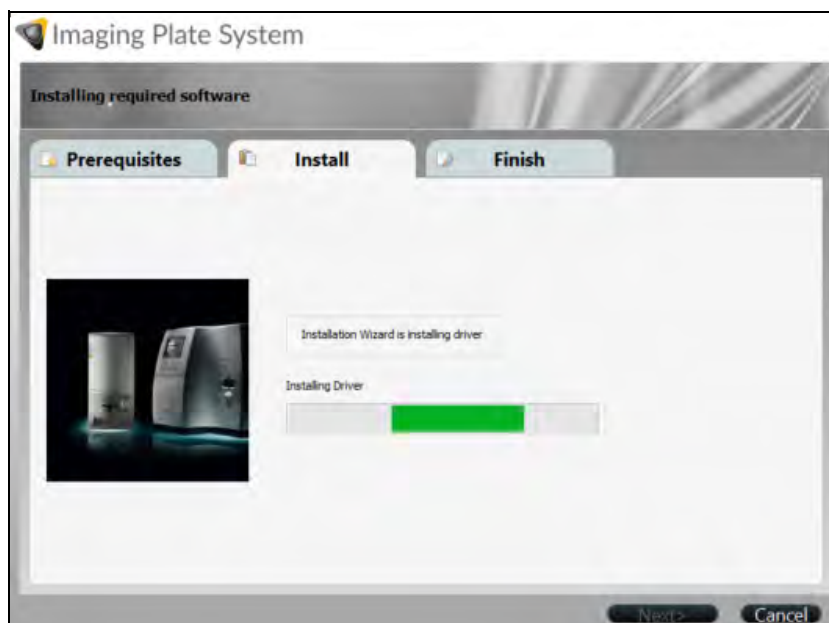 Imaging Plate System
Installing required software
Prerequisites
Install
Finish
Installation Wizard is installing driver
Installing Driver
Next>
Cancel